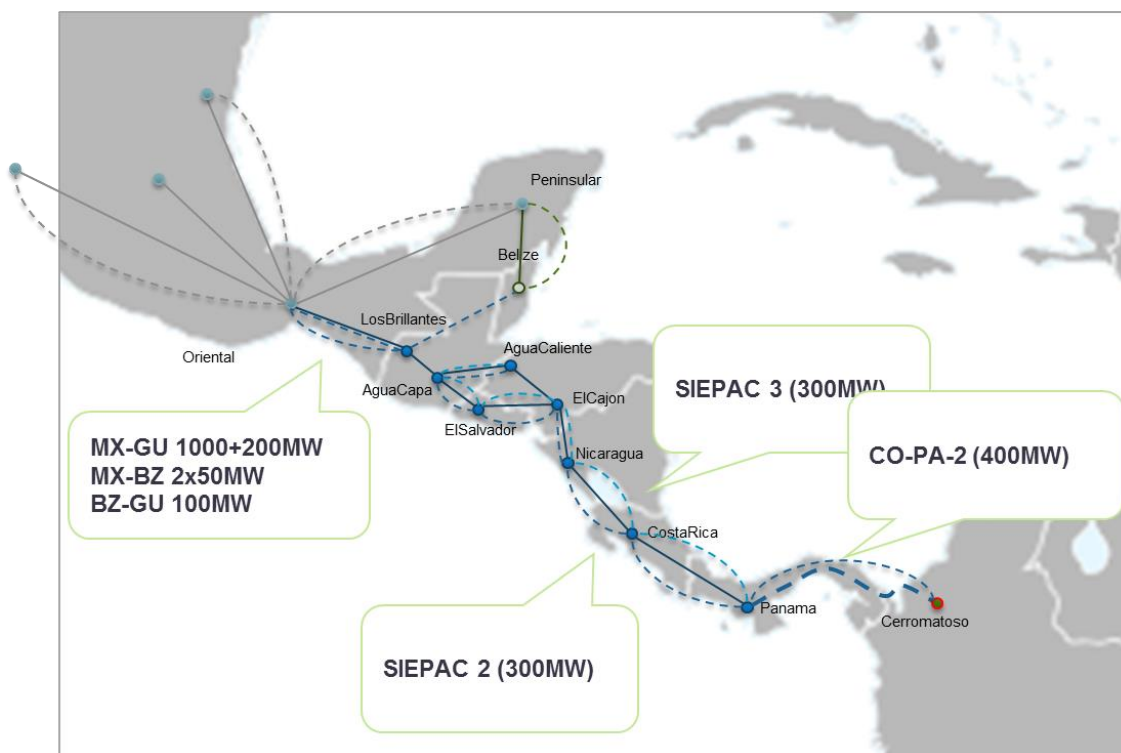 Peninsular
Belize
LosBrillantes
Oriental
AguaCaliente
AguaCapa
ElCajon
ElSalvador
Nicaragua
CostaRica
Panama
Cerromatoso
MX-GU 1000+200MW
MX-BZ 2x50MW
BZ-GU 100MW
SIEPAC 3 (300MW)
CO-PA-2 (400MW)
SIEPAC 2 (300MW)